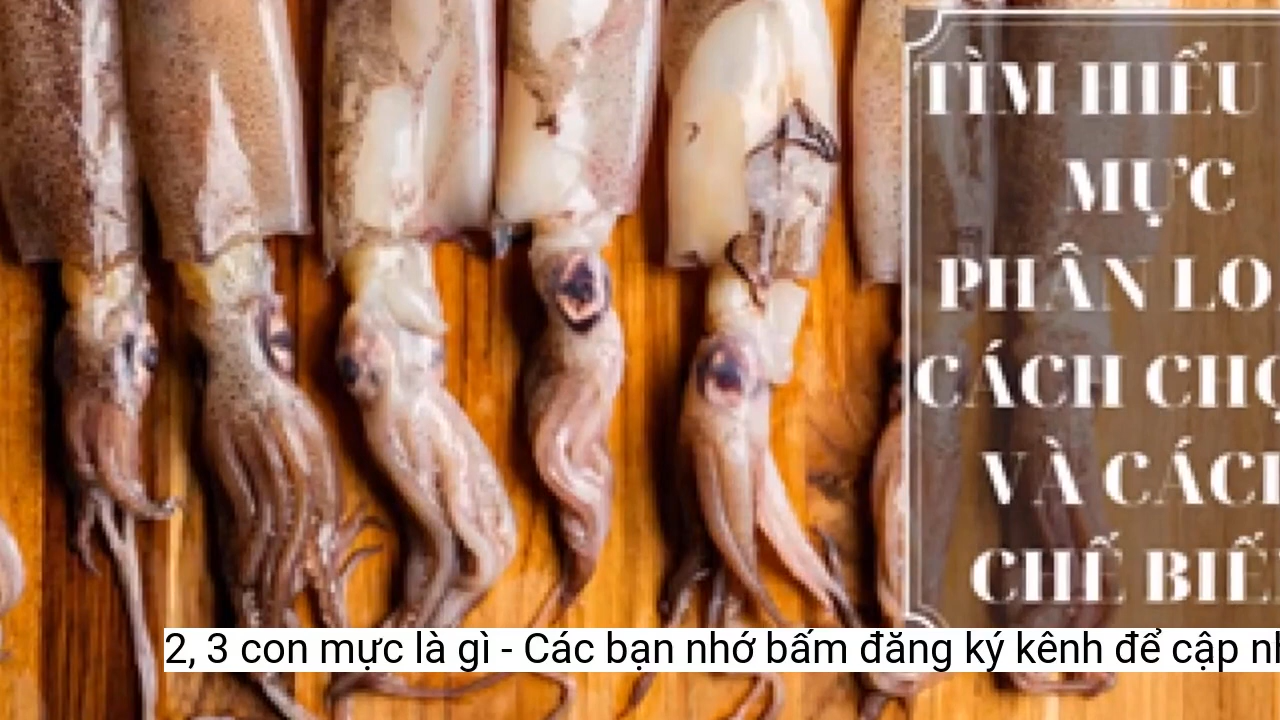 TÌM HIỂU
MỰC
PHÂN LO
CÁCH CHỌ
VÀ CÁCH
CHẾ BIẾ
2, 3 con mực là gì - Các bạn nhớ bấm đăng ký kênh để cập nh